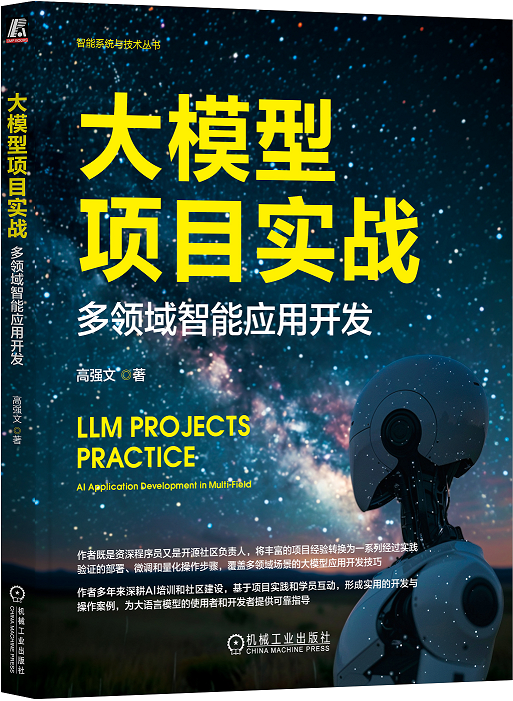 智能系统与技术丛书
大模型
项目实战
多领域智能应用开发
高强文 ◎ 著
LLM PROJECTS
PRACTICE
AI Application Development in Multi-Field
作者既是资深程序员又是开源社区负责人，将丰富的项目经验转换为一系列经过实践
验证的部署、微调和量化操作步骤，覆盖多领域场景的大模型应用开发技巧
作者多年来深耕AI培训和社区建设，基于项目实践和学员互动，形成实用的开发与
操作案例，为大语言模型的使用者和开发者提供可靠指导
机械工业出版社
CHINA MACHINE PRESS
大模型项目实战
多领域智能应用开发
高强文 ◎ 著